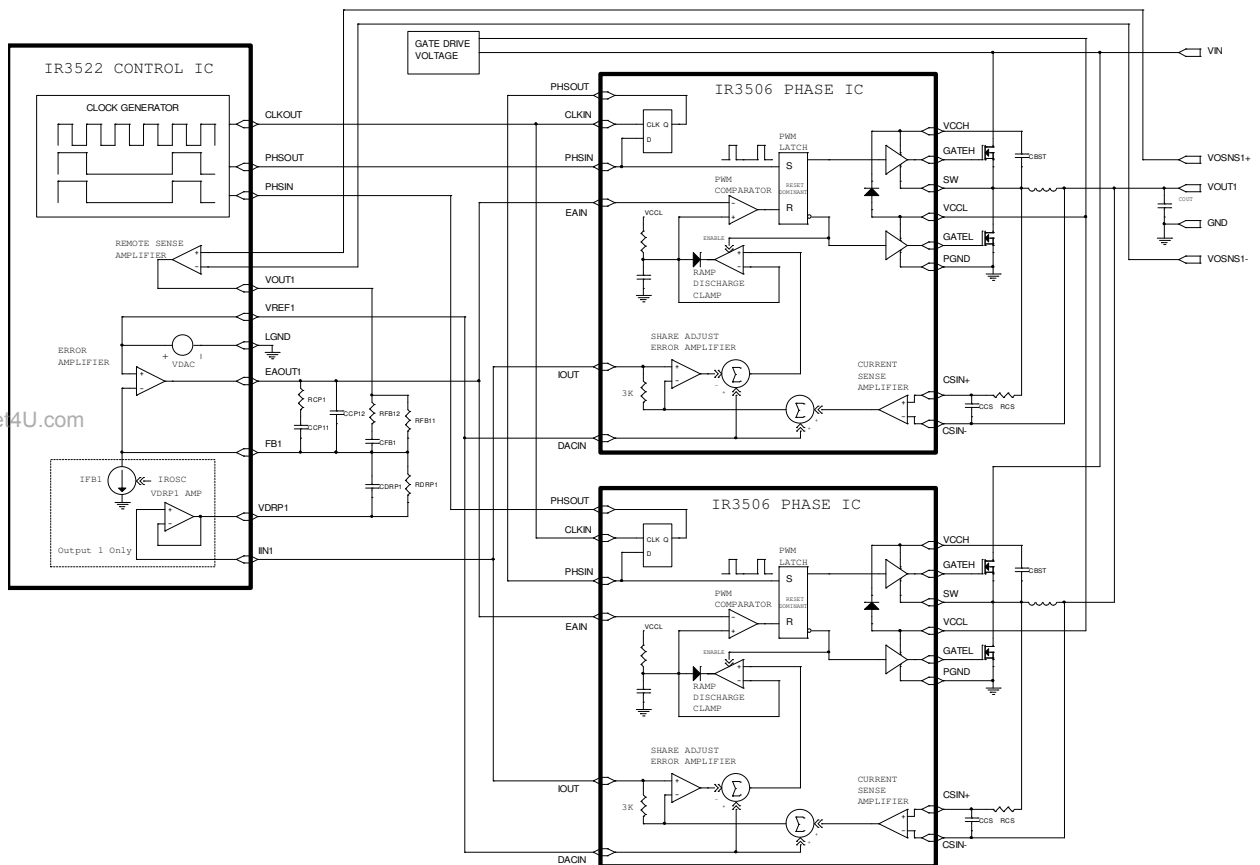 GATE DRIVE
VOLTAGE
VIN
IR3522 CONTROL IC
CLOCK GENERATOR
CLKOUT
PHSOUT
PHSIN
REMOTE SENSE
AMPLIFIER
VOUT1
VREF1
LGND
VDAC
+
ERROR
AMPLIFIER
+
-
EAOUT1
RCP1
CCP11
CCP12
RFB12
RFB11
CFB1
et4U.com
FB1
IFB1
IROSC
VDRP1 AMP
CDRP1
RDRP1
VDRP1
Output 1 Only
IIN1
IR3506 PHASE IC
PHSOUT
CLKIN
CLK Q
D
PHSIN
PWM
LATCH
S
RESET
DOMINANT
R
PWM
COMPARATOR
EAIN
VCCL
ENABLE
RAMP
DISCHARGE
CLAMP
SHARE ADJUST
ERROR AMPLIFIER
IOUT
3K
Σ
Σ
CURRENT
SENSE
AMPLIFIER
DACIN
VCCH
GATEH
CBST
SW
VCCL
GATEL
PGND
CSIN+
CCS RCS
CSIN-
VOSNS1+
VOUT1
COUT
GND
VOSNS1-
IR3506 PHASE IC
PHSOUT
CLKIN
CLK Q
D
PHSIN
PWM
LATCH
S
RESET
DOMINANT
R
PWM
COMPARATOR
EAIN
VCCL
ENABLE
RAMP
DISCHARGE
CLAMP
SHARE ADJUST
ERROR AMPLIFIER
IOUT
3K
Σ
Σ
CURRENT
SENSE
AMPLIFIER
DACIN
VCCH
GATEH
CBST
SW
VCCL
GATEL
PGND
CSIN+
CCS RCS
CSIN-